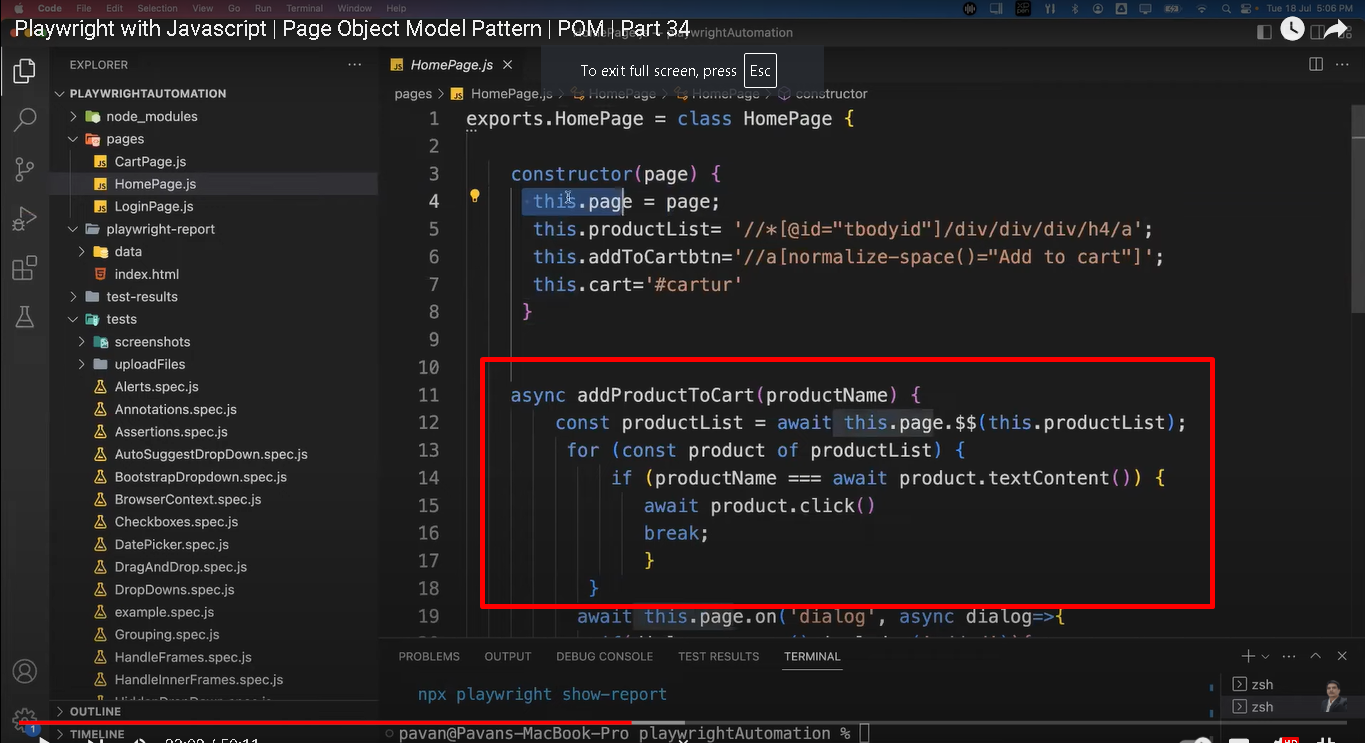 Code File Edit Selection View Go Run Terminal Window Help
Tue 18 Jul 5:06 PM
Playwright with Javascript | Page Object Model Pattern | POM | Part 34
playwrightAutomation
To exit full screen, press Esc
EXPLORER
PLAYWRIGHTAUTOMATION
node_modules
pages
CartPage.js
HomePage.js
LoginPage.js
playwright-report
data
index.html
test-results
tests
screenshots
uploadFiles
Alerts.spec.js
Annotations.spec.js
Assertions.spec.js
AutoSuggestDropDown.spec.js
BootstrapDropdown.spec.js
BrowserContext.spec.js
Checkboxes.spec.js
DatePicker.spec.js
DragAndDrop.spec.js
DropDowns.spec.js
example.spec.js
Grouping.spec.js
HandleFrames.spec.js
HandleInnerFrames.spec.js
OUTLINE
TIMELINE
1
JS HomePage.js
pages > JS HomePage.js > HomePage > HomePage > constructor
1 exports.HomePage = class HomePage {
2
3 constructor(page) {
4 this.page = page;
5 this.productList= '//*[@id="tbodyid"]/div/div/div/h4/a';
6 this.addToCartbtn='//a[normalize-space()="Add to cart"]';
7 this.cart='#cartur'
8 }
9
10
11 async addProductToCart(productName) {
12 const productList = await this.page.$$(this.productList);
13 for (const product of productList) {
14 if (productName === await product.textContent()) {
15 await product.click()
16 break;
17 }
18 }
19 await this.page.on('dialog', async dialog=>{
PROBLEMS OUTPUT DEBUG CONSOLE TEST RESULTS TERMINAL
npx playwright show-report
pavan@Pavans-MacBook-Pro playwrightAutomation %
zsh
zsh